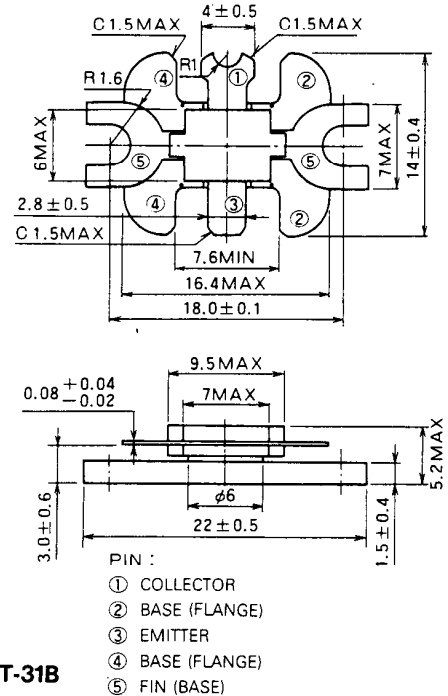 4±0.5
C1.5MAX
C1.5MAX
R1
④
①
②
R1.6
6MAX
⑤
⑤
7MAX
14±0.4
④
③
②
2.8±0.5
C1.5MAX
7.6MIN
16.4MAX
18.0±0.1
9.5MAX
0.08 +0.04 −0.02
7MAX
5.2MAX
φ6
3.0±0.6
22±0.5
1.5±0.4
PIN :
① COLLECTOR
② BASE (FLANGE)
③ EMITTER
④ BASE (FLANGE)
T-31B
⑤ FIN (BASE)